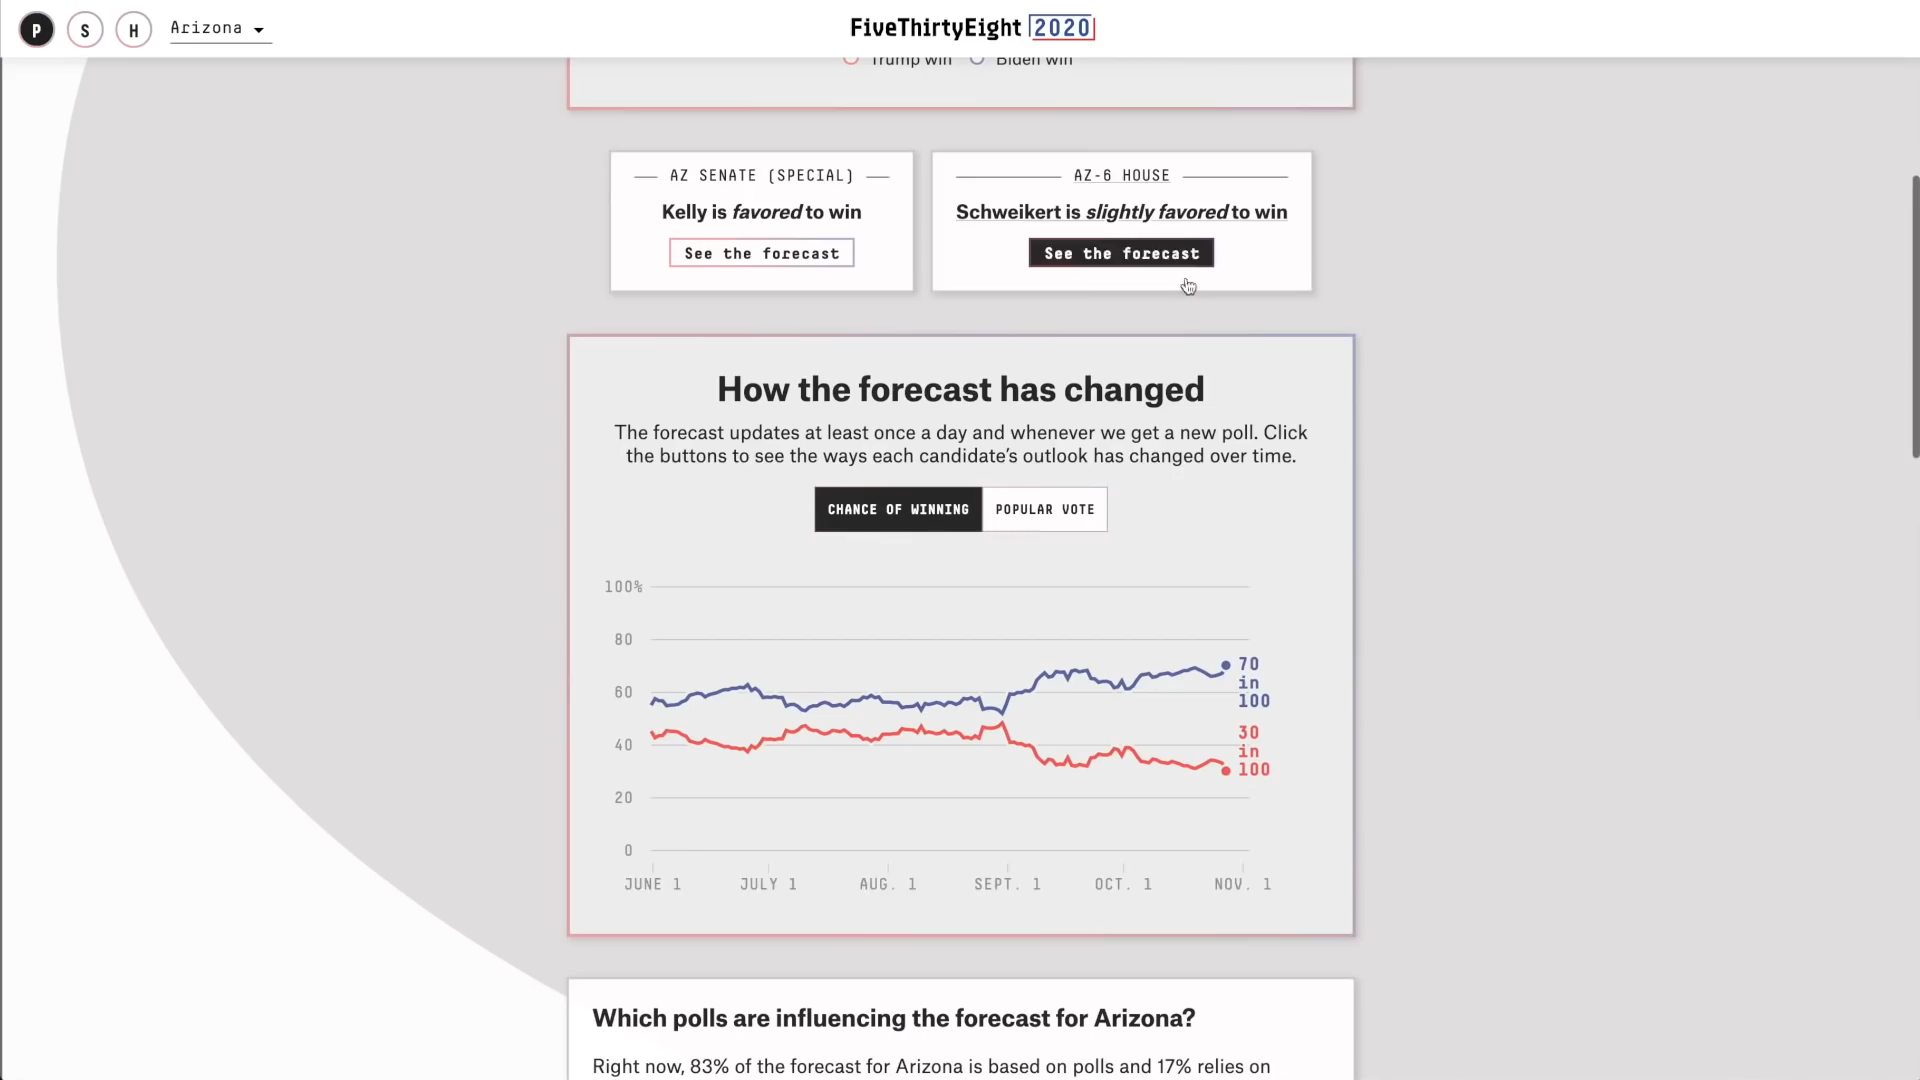 P S H Arizona
FiveThirtyEight 2020
Trump win Biden win
AZ SENATE (SPECIAL)
Kelly is favored to win
See the forecast
AZ-6 HOUSE
Schweikert is slightly favored to win
See the forecast
How the forecast has changed
The forecast updates at least once a day and whenever we get a new poll. Click
the buttons to see the ways each candidate's outlook has changed over time.
CHANCE OF WINNING POPULAR VOTE
100%
80
60
40
20
0
70
in
100
30
in
100
JUNE 1 JULY 1 AUG. 1 SEPT. 1 OCT. 1 NOV. 1
Which polls are influencing the forecast for Arizona?
Right now, 83% of the forecast for Arizona is based on polls and 17% relies on